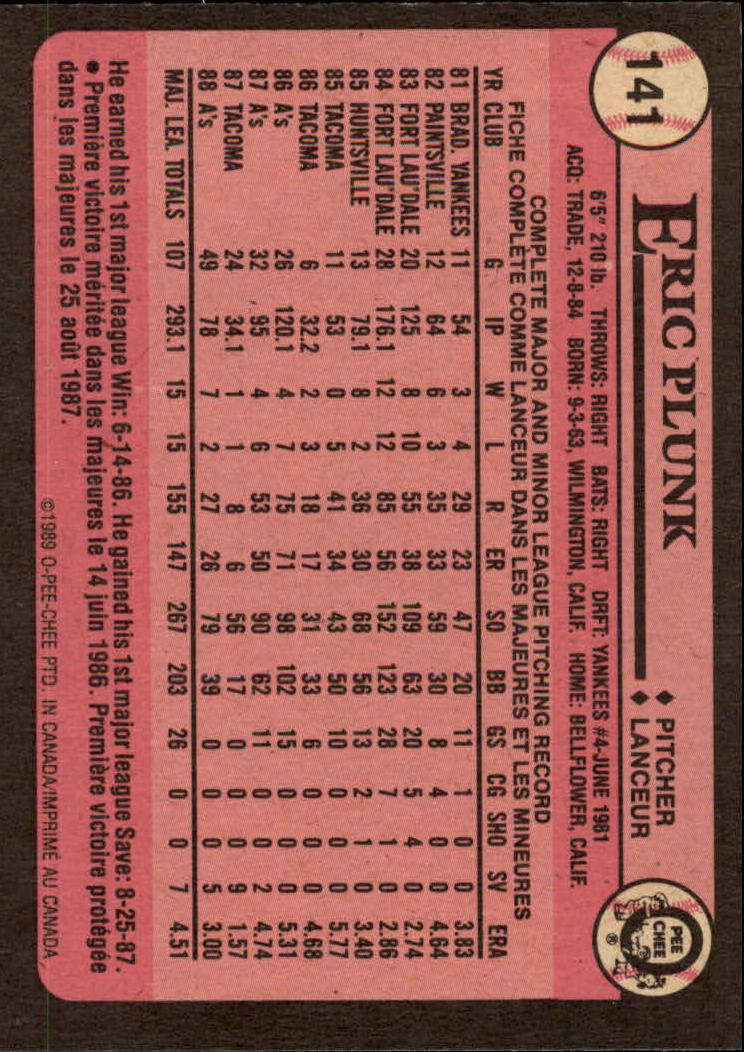 141
ERIC PLUNK
♦ PITCHER
♦ LANCEUR
O
PEE
CHEE
®
6'5" 210 lb. THROWS: RIGHT BATS: RIGHT DRFT: YANKEES #4-JUNE 1981
ACQ: TRADE, 12-8-84 BORN: 9-3-63, WILMINGTON, CALIF. HOME: BELLFLOWER, CALIF.
COMPLETE MAJOR AND MINOR LEAGUE PITCHING RECORD
FICHE COMPLÈTE COMME LANCEUR DANS LES MAJEURES ET LES MINEURES
YR CLUB G IP W L R ER SO BB GS CG SHO SV ERA
81 BRAD. YANKEES 11 54 3 4 29 23 47 20 11 1 0 0 3.83
82 PAINTSVILLE 12 64 6 3 35 33 59 30 8 4 0 0 4.64
83 FORT LAU'DALE 20 125 8 10 55 38 109 63 20 5 4 0 2.74
84 FORT LAU'DALE 28 176.1 12 12 85 56 152 123 28 7 1 0 2.86
85 HUNTSVILLE 13 79.1 8 2 36 30 68 56 13 2 1 0 3.40
85 TACOMA 11 53 0 5 41 34 43 50 10 0 0 0 5.77
86 TACOMA 6 32.2 2 3 18 17 31 33 6 0 0 0 4.68
86 A's 26 120.1 4 7 75 71 98 102 15 0 0 0 5.31
87 A's 32 95 4 6 53 50 90 62 11 0 0 2 4.74
87 TACOMA 24 34.1 1 1 8 6 56 17 0 0 0 9 1.57
88 A's 49 78 7 2 27 26 79 39 0 0 0 5 3.00
MAJ. LEA. TOTALS 107 293.1 15 15 155 147 267 203 26 0 0 7 4.51
He earned his 1st major league Win: 6-14-86. He gained his 1st major league Save: 8-25-87.
● Première victoire méritée dans les majeures le 14 juin 1986. Première victoire protégée
dans les majeures le 25 août 1987.
©1989 O-PEE-CHEE PTD. IN CANADA/IMPRIMÉ AU CANADA